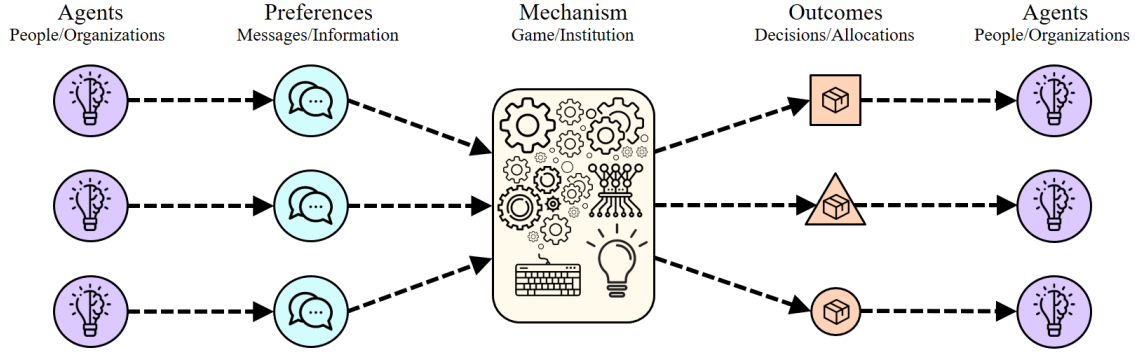 Agents
People/Organizations
Preferences
Messages/Information
Mechanism
Game/Institution
Outcomes
Decisions/Allocations
Agents
People/Organizations